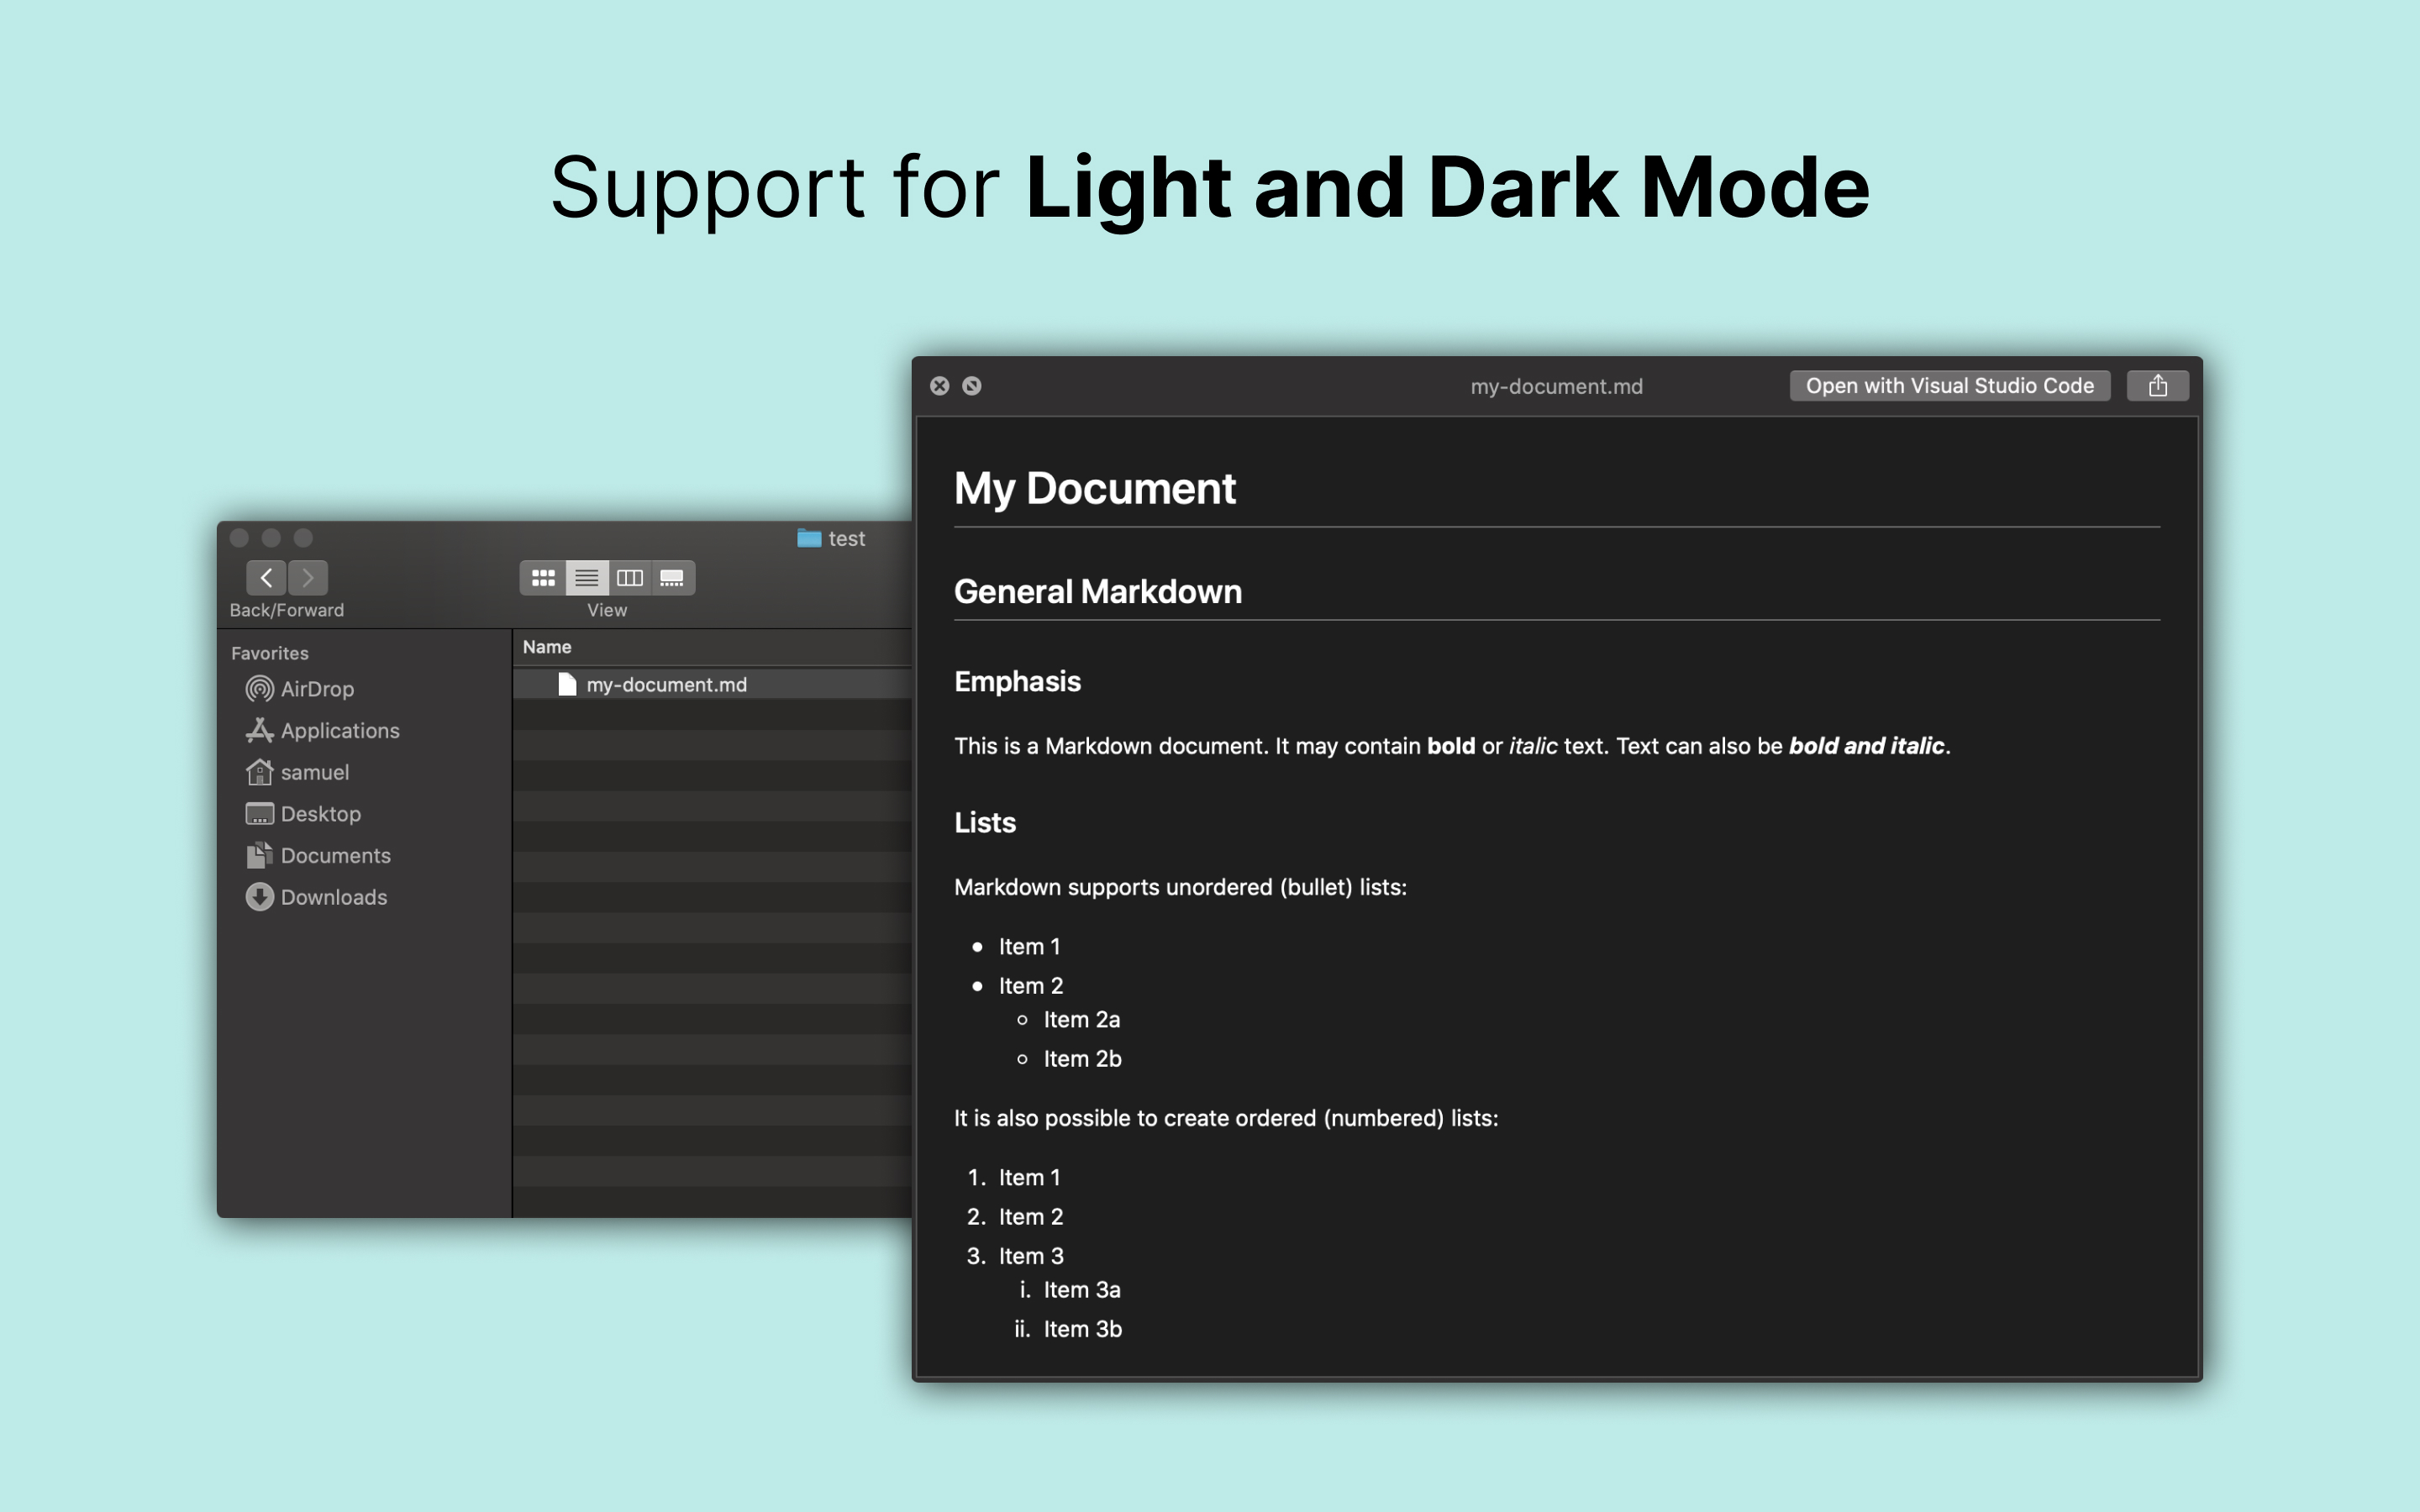 Support for Light and Dark Mode
test
Back/Forward
View
Favorites
AirDrop
Applications
samuel
Desktop
Documents
Downloads
Name
my-document.md
my-document.md
Open with Visual Studio Code
My Document
General Markdown
Emphasis
This is a Markdown document. It may contain bold or italic text. Text can also be bold and italic.
Lists
Markdown supports unordered (bullet) lists:
• Item 1
• Item 2
◦ Item 2a
◦ Item 2b
It is also possible to create ordered (numbered) lists:
1. Item 1
2. Item 2
3. Item 3
i. Item 3a
ii. Item 3b